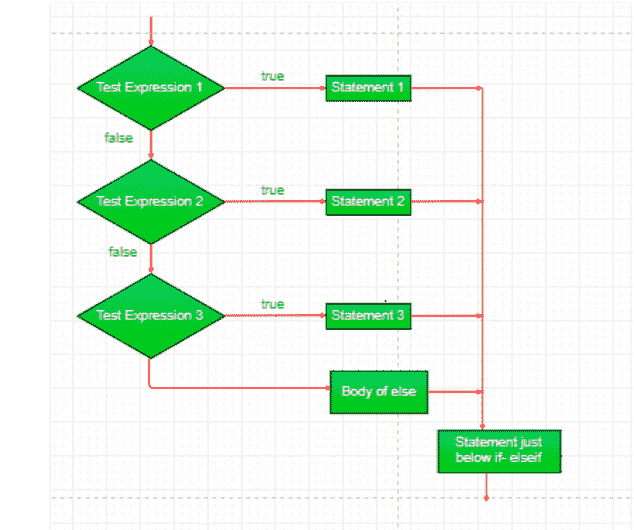 true
Test Expression 1
Statement 1
false
true
Test Expression 2
Statement 2
false
true
Test Expression 3
Statement 3
Body of else
Statement just
below if- elseif